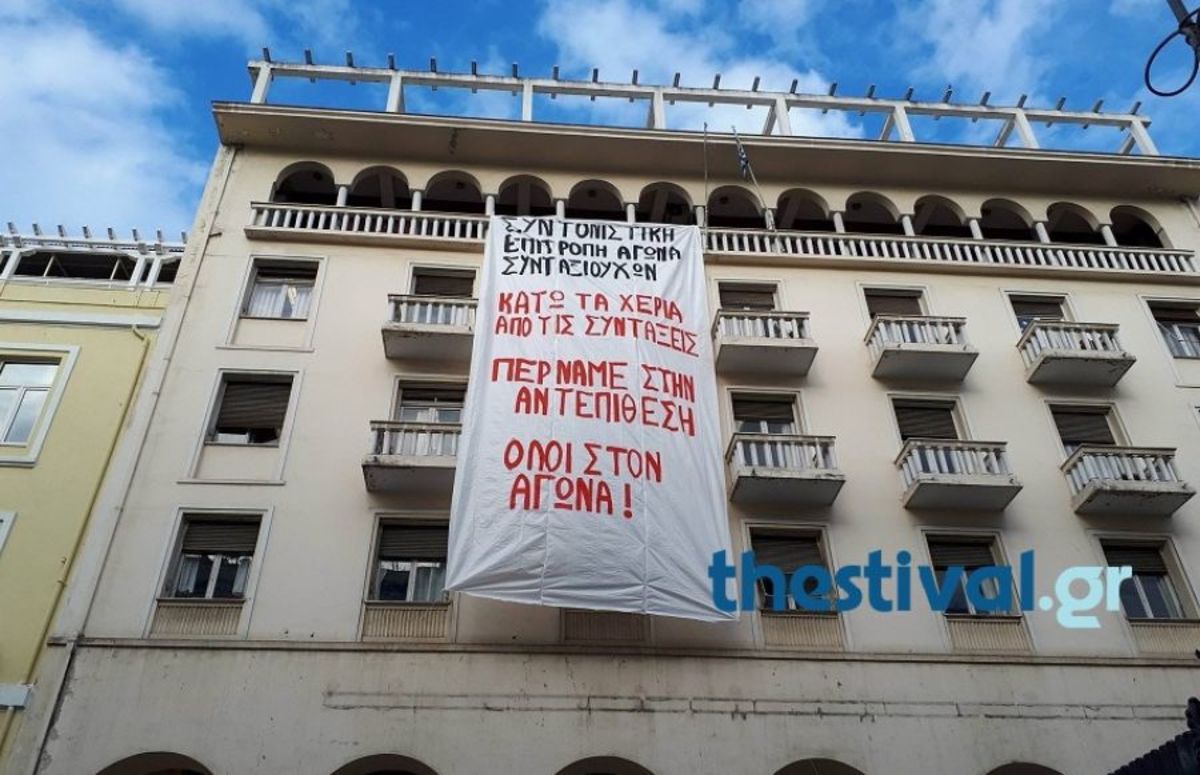 ΣΥΝΤΟΝΙΣΤΙΚΗ
ΕΠΙΤΡΟΠΗ ΑΓΩΝΑ
ΣΥΝΤΑΞΙΟΥΧΩΝ
ΚΑΤΩ ΤΑ ΧΕΡΙΑ
ΑΠΟ ΤΙΣ ΣΥΝΤΑΞΕΙΣ
ΠΕΡΝΑΜΕ ΣΤΗΝ
ΑΝΤΕΠΙΘΕΣΗ
ΟΛΟΙ ΣΤΟΝ
ΑΓΩΝΑ!
thestival.gr